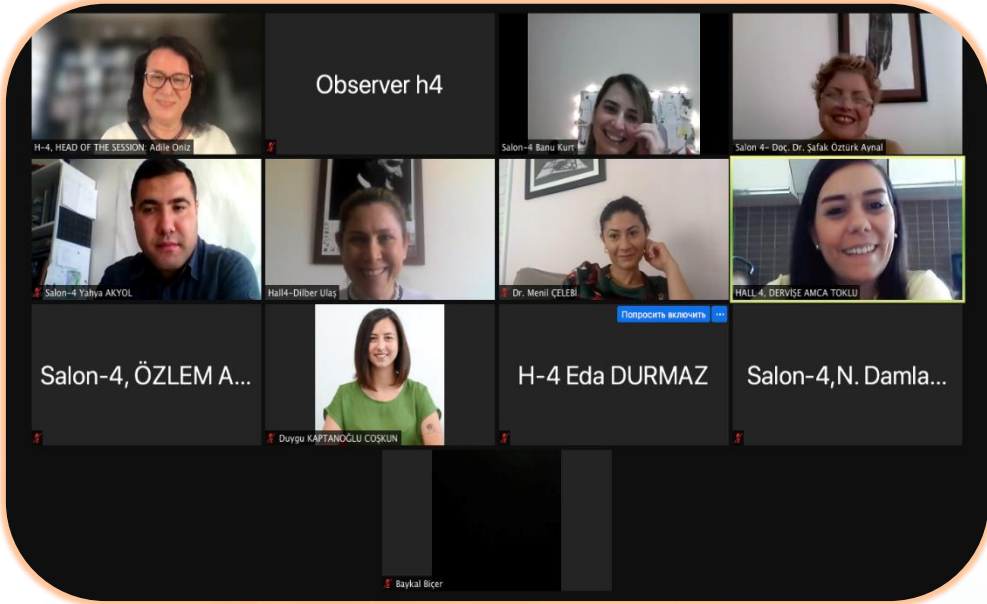 H-4, HEAD OF THE SESSION: Adile Oniz
Observer h4
Salon-4 Banu Kurt
Salon 4- Doç. Dr. Şafak Öztürk Aynal
Salon-4 Yahya AKYOL
Hall4-Dilber Ulaş
Dr. Menil ÇELEBİ
HALL 4, DERVİŞE AMCA TOKLU
Salon-4, ÖZLEM A...
Duygu KAPTANOĞLU COŞKUN
Попросить включить ...
H-4 Eda DURMAZ
Salon-4,N. Damla...
Baykal Biçer